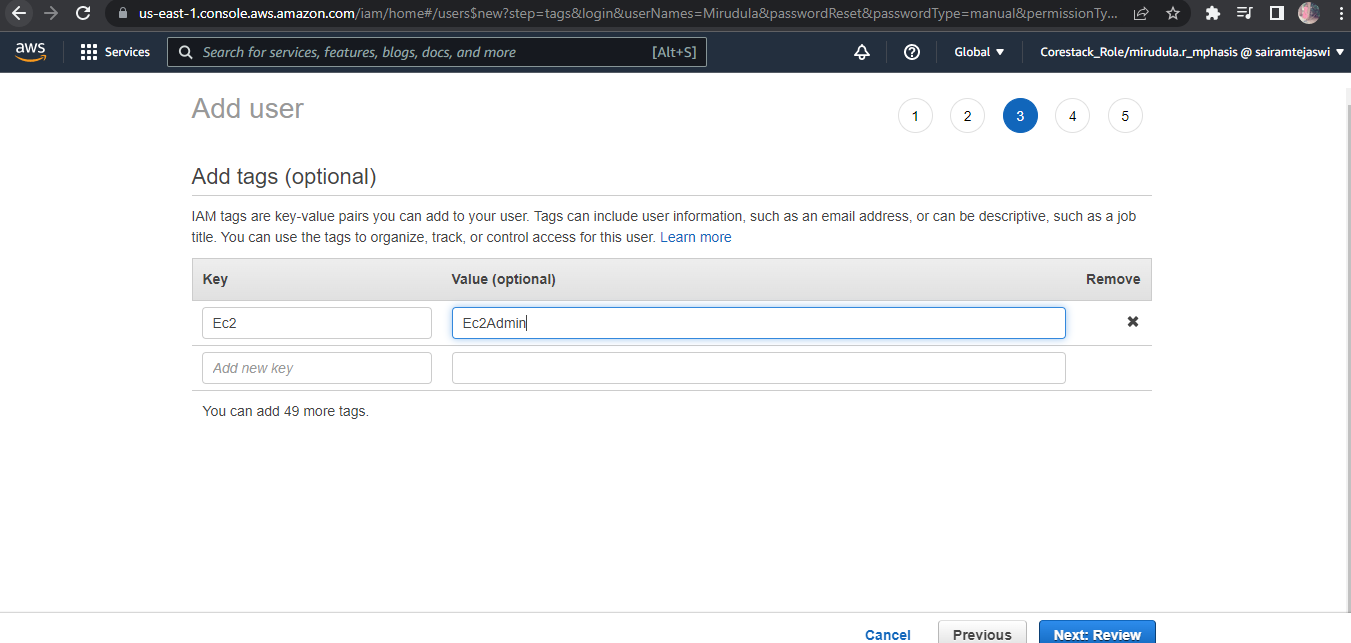 us-east-1.console.aws.amazon.com/iam/home#/users$new?step=tags&login&userNames=Mirudula&passwordReset&passwordType=manual&permissionTy...
aws Services Search for services, features, blogs, docs, and more [Alt+S] Global Corestack_Role/mirudula.r_mphasis @ sairamtejaswi
Add user 1 2 3 4 5
Add tags (optional)
IAM tags are key-value pairs you can add to your user. Tags can include user information, such as an email address, or can be descriptive, such as a job
title. You can use the tags to organize, track, or control access for this user. Learn more
Key Value (optional) Remove
Ec2 Ec2Admin
Add new key
You can add 49 more tags.
Cancel Previous Next: Review